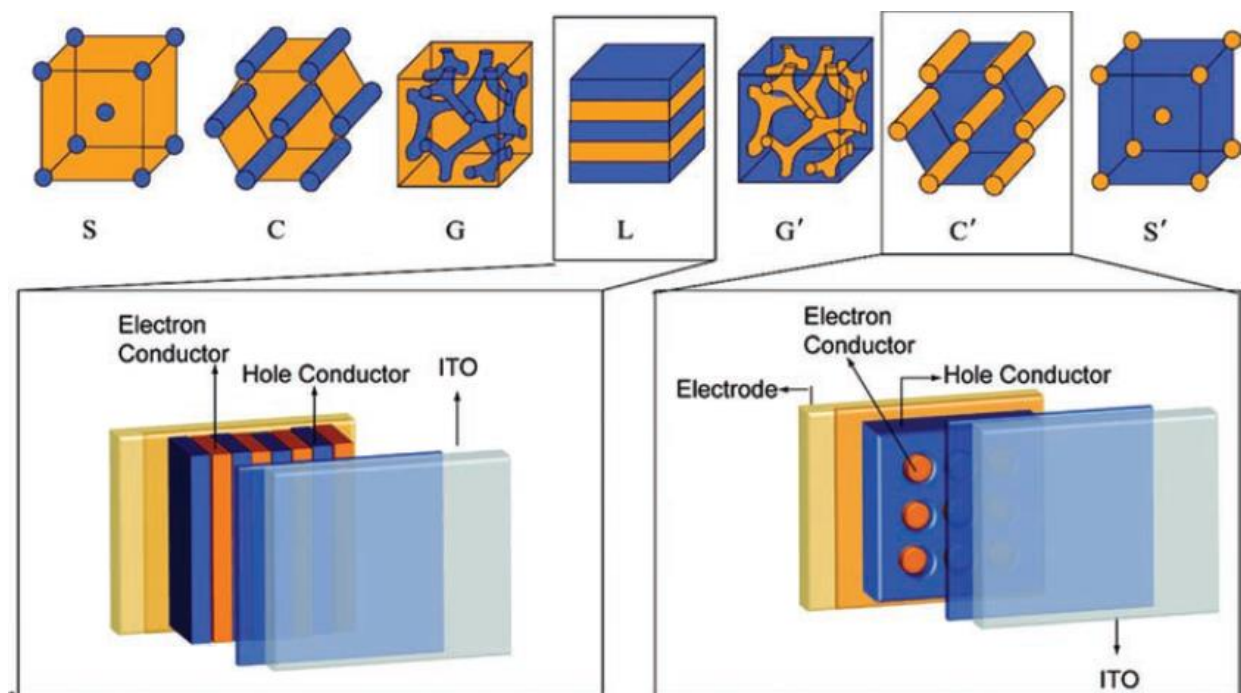 S C G L G′ C′ S′
Electron
Conductor
Hole Conductor
ITO
Electron
Conductor
Hole Conductor
Electrode
ITO